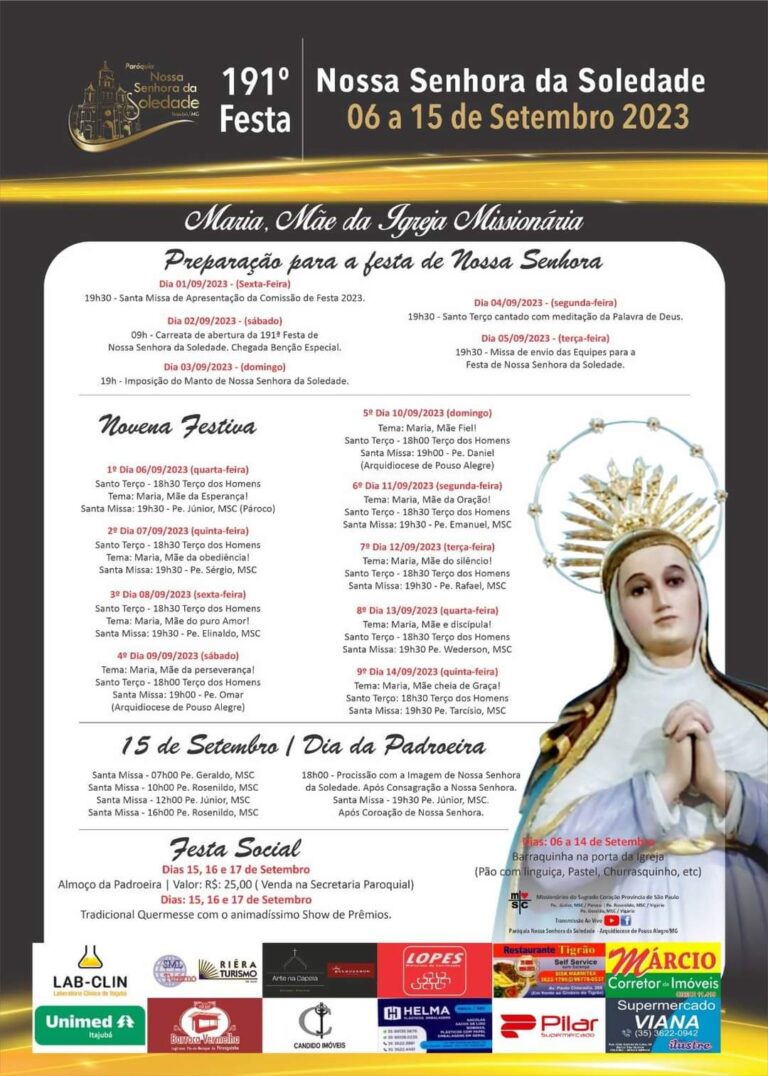 Paróquia
Nossa
Senhora da
Soledade
Itajubá/MG
191º
Festa
Nossa Senhora da Soledade
06 a 15 de Setembro 2023
Maria, Mãe da Igreja Missionária
Preparação para a festa de Nossa Senhora
Dia 01/09/2023 - (Sexta-Feira)
19h30 - Santa Missa de Apresentação da Comissão de Festa 2023.
Dia 02/09/2023 - (sábado)
09h - Carreata de abertura da 191ª Festa de
Nossa Senhora da Soledade. Chegada Benção Especial.
Dia 03/09/2023 - (domingo)
19h - Imposição do Manto de Nossa Senhora da Soledade.
Dia 04/09/2023 - (segunda-feira)
19h30 - Santo Terço cantado com meditação da Palavra de Deus.
Dia 05/09/2023 - (terça-feira)
19h30 - Missa de envio das Equipes para a
Festa de Nossa Senhora da Soledade.
Novena Festiva
1º Dia 06/09/2023 (quarta-feira)
Santo Terço - 18h30 Terço dos Homens
Tema: Maria, Mãe da Esperança!
Santa Missa: 19h30 - Pe. Júnior, MSC (Pároco)
2º Dia 07/09/2023 (quinta-feira)
Santo Terço - 18h30 Terço dos Homens
Tema: Maria, Mãe da obediência!
Santa Missa: 19h30 - Pe. Sérgio, MSC
3º Dia 08/09/2023 (sexta-feira)
Santo Terço - 18h30 Terço dos Homens
Tema: Maria, Mãe do puro Amor!
Santa Missa: 19h30 - Pe. Elinaldo, MSC
4º Dia 09/09/2023 (sábado)
Tema: Maria, Mãe da perseverança!
Santo Terço - 18h00 Terço dos Homens
Santa Missa: 19h00 - Pe. Omar
(Arquidiocese de Pouso Alegre)
5º Dia 10/09/2023 (domingo)
Tema: Maria, Mãe Fiel!
Santo Terço - 18h00 Terço dos Homens
Santa Missa: 19h00 - Pe. Daniel
(Arquidiocese de Pouso Alegre)
6º Dia 11/09/2023 (segunda-feira)
Tema: Maria, Mãe da Oração!
Santo Terço - 18h30 Terço dos Homens
Santa Missa: 19h30 - Pe. Emanuel, MSC
7º Dia 12/09/2023 (terça-feira)
Tema: Maria, Mãe do silêncio!
Santo Terço - 18h30 Terço dos Homens
Santa Missa: 19h30 - Pe. Rafael, MSC
8º Dia 13/09/2023 (quarta-feira)
Tema: Maria, Mãe e discípula!
Santo Terço - 18h30 Terço dos Homens
Santa Missa: 19h30 Pe. Wederson, MSC
9º Dia 14/09/2023 (quinta-feira)
Tema: Maria, Mãe cheia de Graça!
Santo Terço: 18h30 Terço dos Homens
Santa Missa: 19h30 Pe. Tarcísio, MSC
15 de Setembro | Dia da Padroeira
Santa Missa - 07h00 Pe. Geraldo, MSC
Santa Missa - 10h00 Pe. Rosenildo, MSC
Santa Missa - 12h00 Pe. Júnior, MSC
Santa Missa - 16h00 Pe. Rosenildo, MSC
18h00 - Procissão com a Imagem de Nossa Senhora
da Soledade. Após Consagração a Nossa Senhora.
Santa Missa - 19h30 Pe. Júnior, MSC.
Após Coroação de Nossa Senhora.
Festa Social
Dias 15, 16 e 17 de Setembro
Almoço da Padroeira | Valor: R$: 25,00 ( Venda na Secretaria Paroquial)
Dias: 15, 16 e 17 de Setembro
Tradicional Quermesse com o animadíssimo Show de Prêmios.
Dias: 06 a 14 de Setembro
Barraquinha na porta da Igreja
(Pão com linguiça, Pastel, Churrasquinho, etc)
Missionários do Sagrado Coração Província de São Paulo
Pe. Júnior, MSC / Pároco | Pe. Rosenildo, MSC / Vigário
Pe. Geraldo, MSC / Vigário
Transmissão Ao Vivo
Paróquia Nossa Senhora da Soledade - Arquidiocese de Pouso Alegre/MG
LAB-CLIN
Laboratório Clínico de Itajubá
RIÊRA
TURISMO
Arte na Capela
LOPES
Restaurante Tigrão
Self Service
MÁRCIO
Corretor de Imóveis
Unimed
Itajubá
Barraca Vermelha
CANDIDO IMÓVEIS
HELMA
Pilar
Supermercado
Supermercado
VIANA
(35) 3622-0942
ilustre